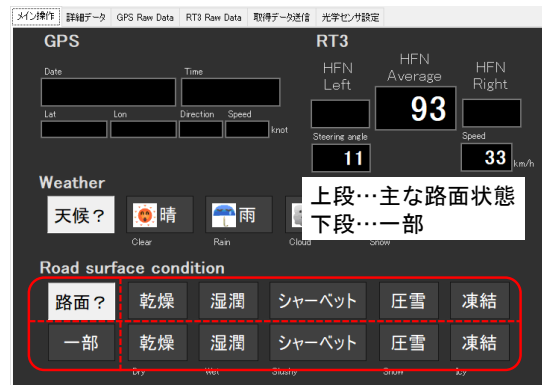 メイン操作 詳細データ GPS Raw Data RT3 Raw Data 取得データ送信 光学センサ設定
GPS RT3
Date Time
HFN Left HFN Average HFN Right
93
Lat Lon Direction Speed
knot
Steering angle Speed
11 33 km/h
Weather
天候？ 晴 雨
Clear Rain Cloud Snow
上段…主な路面状態
下段…一部
Road surface condition
路面？ 乾燥 湿潤 シャーベット 圧雪 凍結
一部 乾燥 湿潤 シャーベット 圧雪 凍結
Dry Wet Slushy Snow Icy